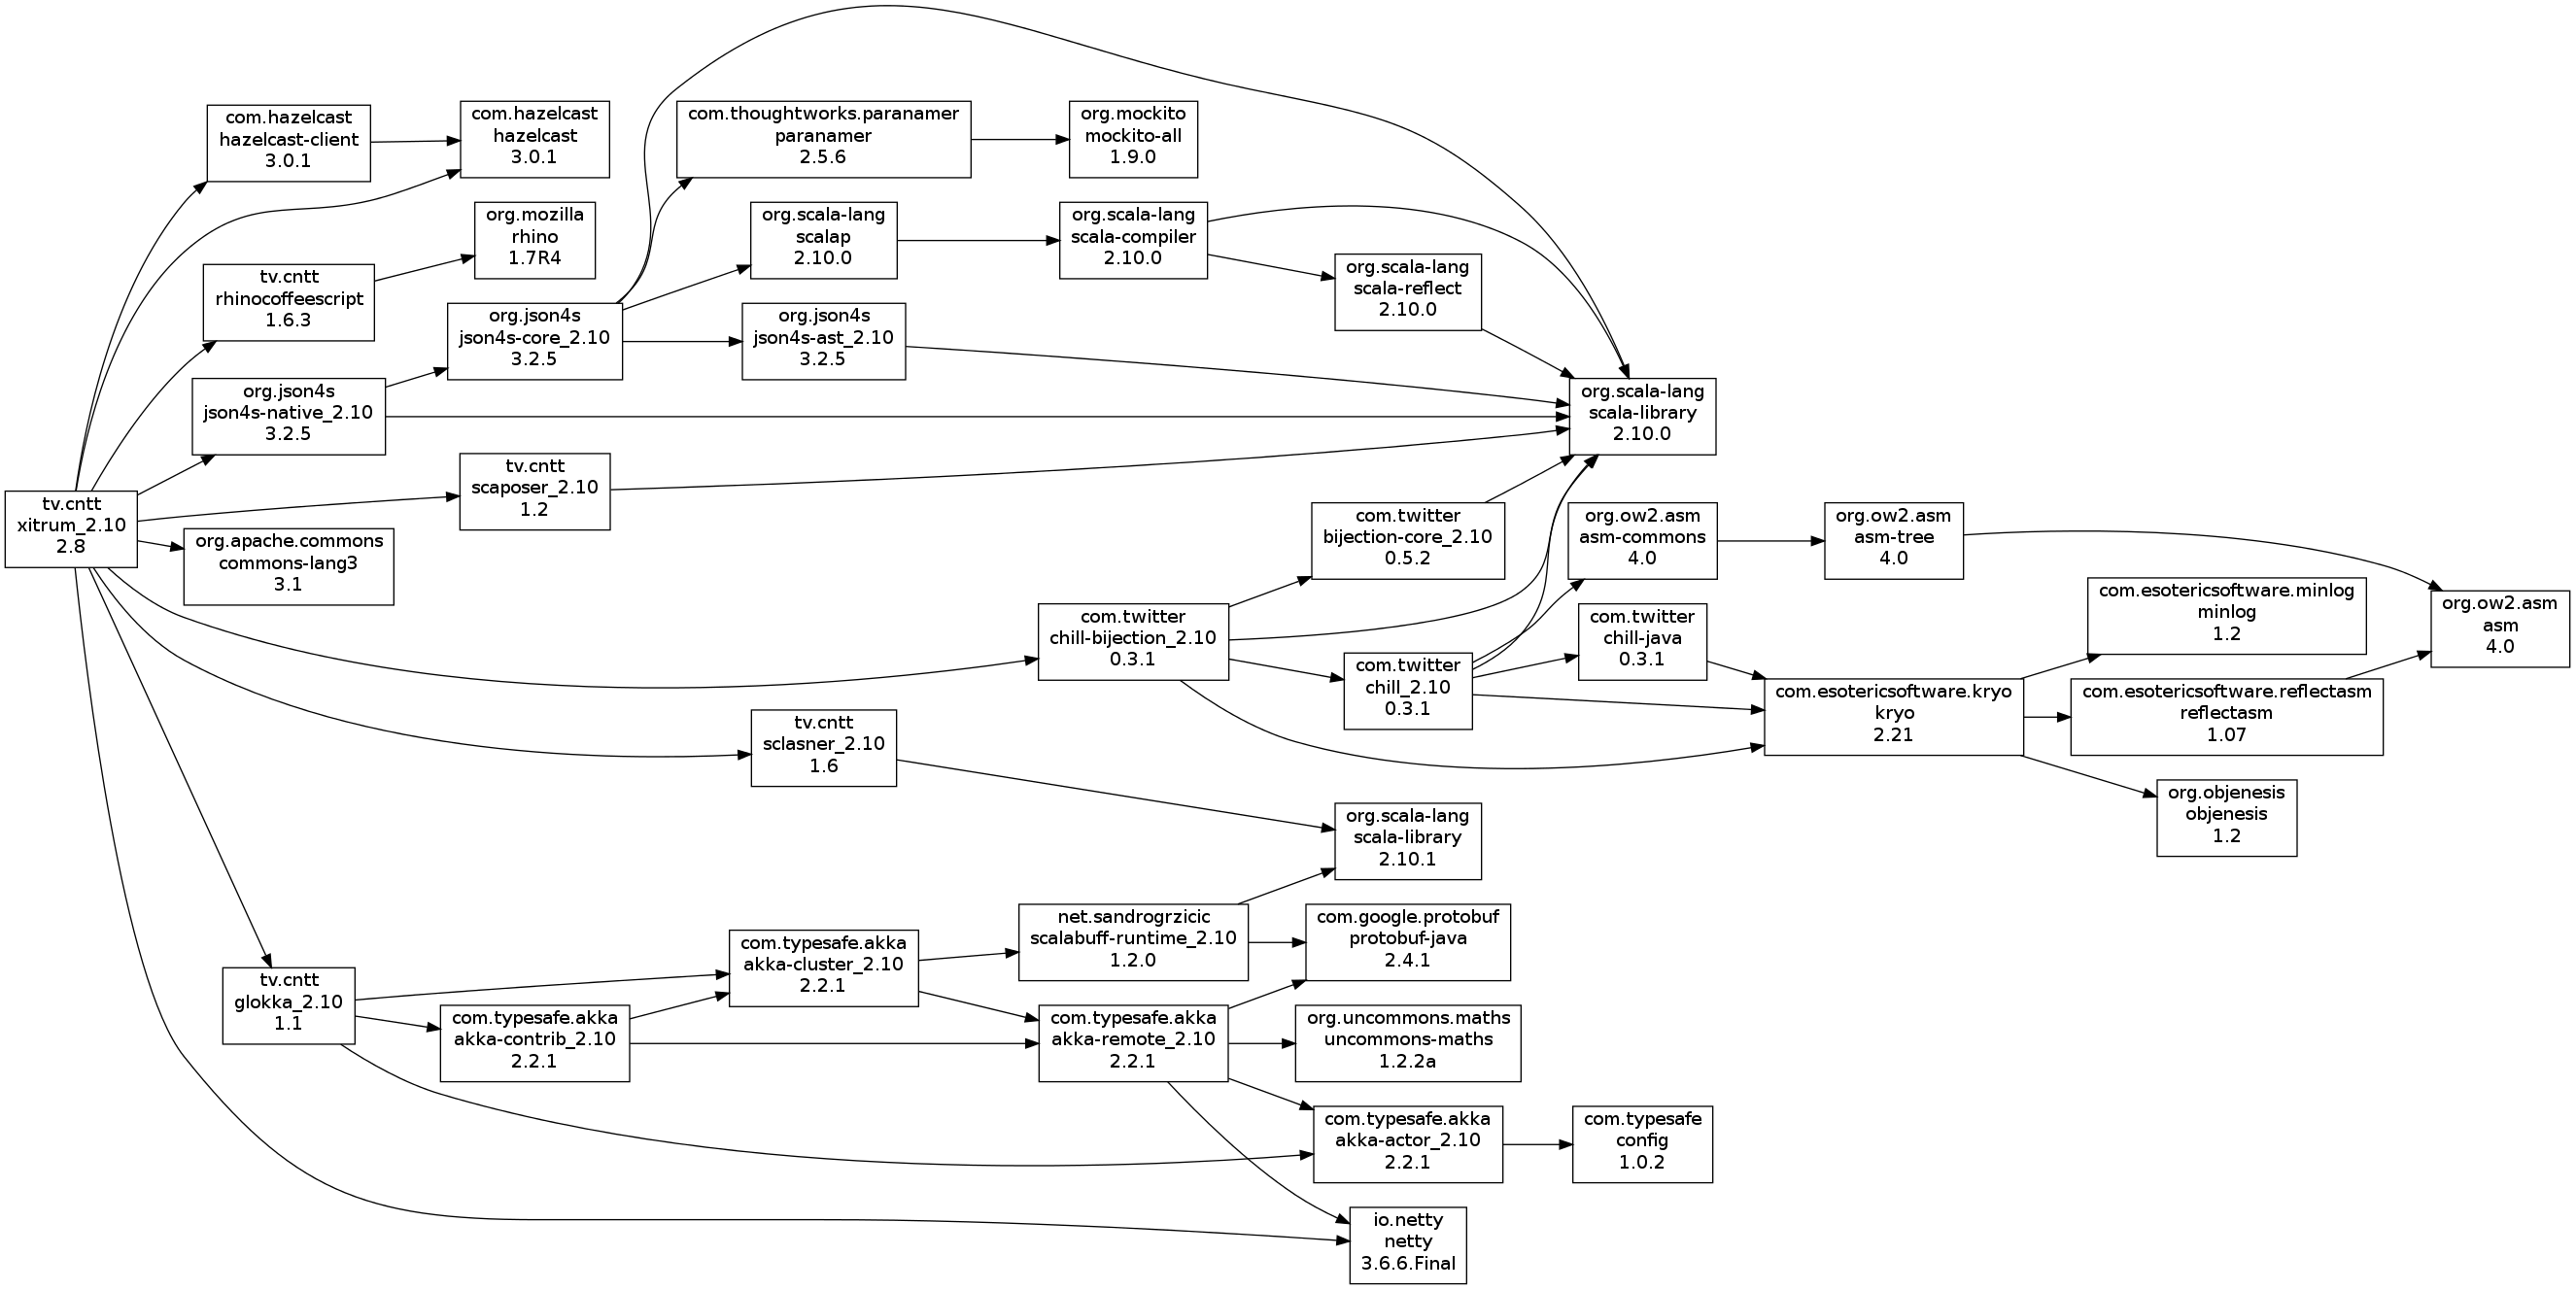 com.hazelcast
hazelcast-client
3.0.1
com.hazelcast
hazelcast
3.0.1
com.thoughtworks.paranamer
paranamer
2.5.6
org.mockito
mockito-all
1.9.0
org.mozilla
rhino
1.7R4
org.scala-lang
scalap
2.10.0
org.scala-lang
scala-compiler
2.10.0
tv.cntt
rhinocoffeescript
1.6.3
org.scala-lang
scala-reflect
2.10.0
org.json4s
json4s-core_2.10
3.2.5
org.json4s
json4s-ast_2.10
3.2.5
org.json4s
json4s-native_2.10
3.2.5
org.scala-lang
scala-library
2.10.0
tv.cntt
scaposer_2.10
1.2
tv.cntt
xitrum_2.10
2.8
org.apache.commons
commons-lang3
3.1
com.twitter
bijection-core_2.10
0.5.2
org.ow2.asm
asm-commons
4.0
org.ow2.asm
asm-tree
4.0
com.esotericsoftware.minlog
minlog
1.2
org.ow2.asm
asm
4.0
com.twitter
chill-bijection_2.10
0.3.1
com.twitter
chill-java
0.3.1
com.twitter
chill_2.10
0.3.1
com.esotericsoftware.kryo
kryo
2.21
com.esotericsoftware.reflectasm
reflectasm
1.07
tv.cntt
sclasner_2.10
1.6
org.objenesis
objenesis
1.2
org.scala-lang
scala-library
2.10.1
net.sandrogrzicic
scalabuff-runtime_2.10
1.2.0
com.google.protobuf
protobuf-java
2.4.1
com.typesafe.akka
akka-cluster_2.10
2.2.1
tv.cntt
glokka_2.10
1.1
com.typesafe.akka
akka-contrib_2.10
2.2.1
com.typesafe.akka
akka-remote_2.10
2.2.1
org.uncommons.maths
uncommons-maths
1.2.2a
com.typesafe.akka
akka-actor_2.10
2.2.1
com.typesafe
config
1.0.2
io.netty
netty
3.6.6.Final